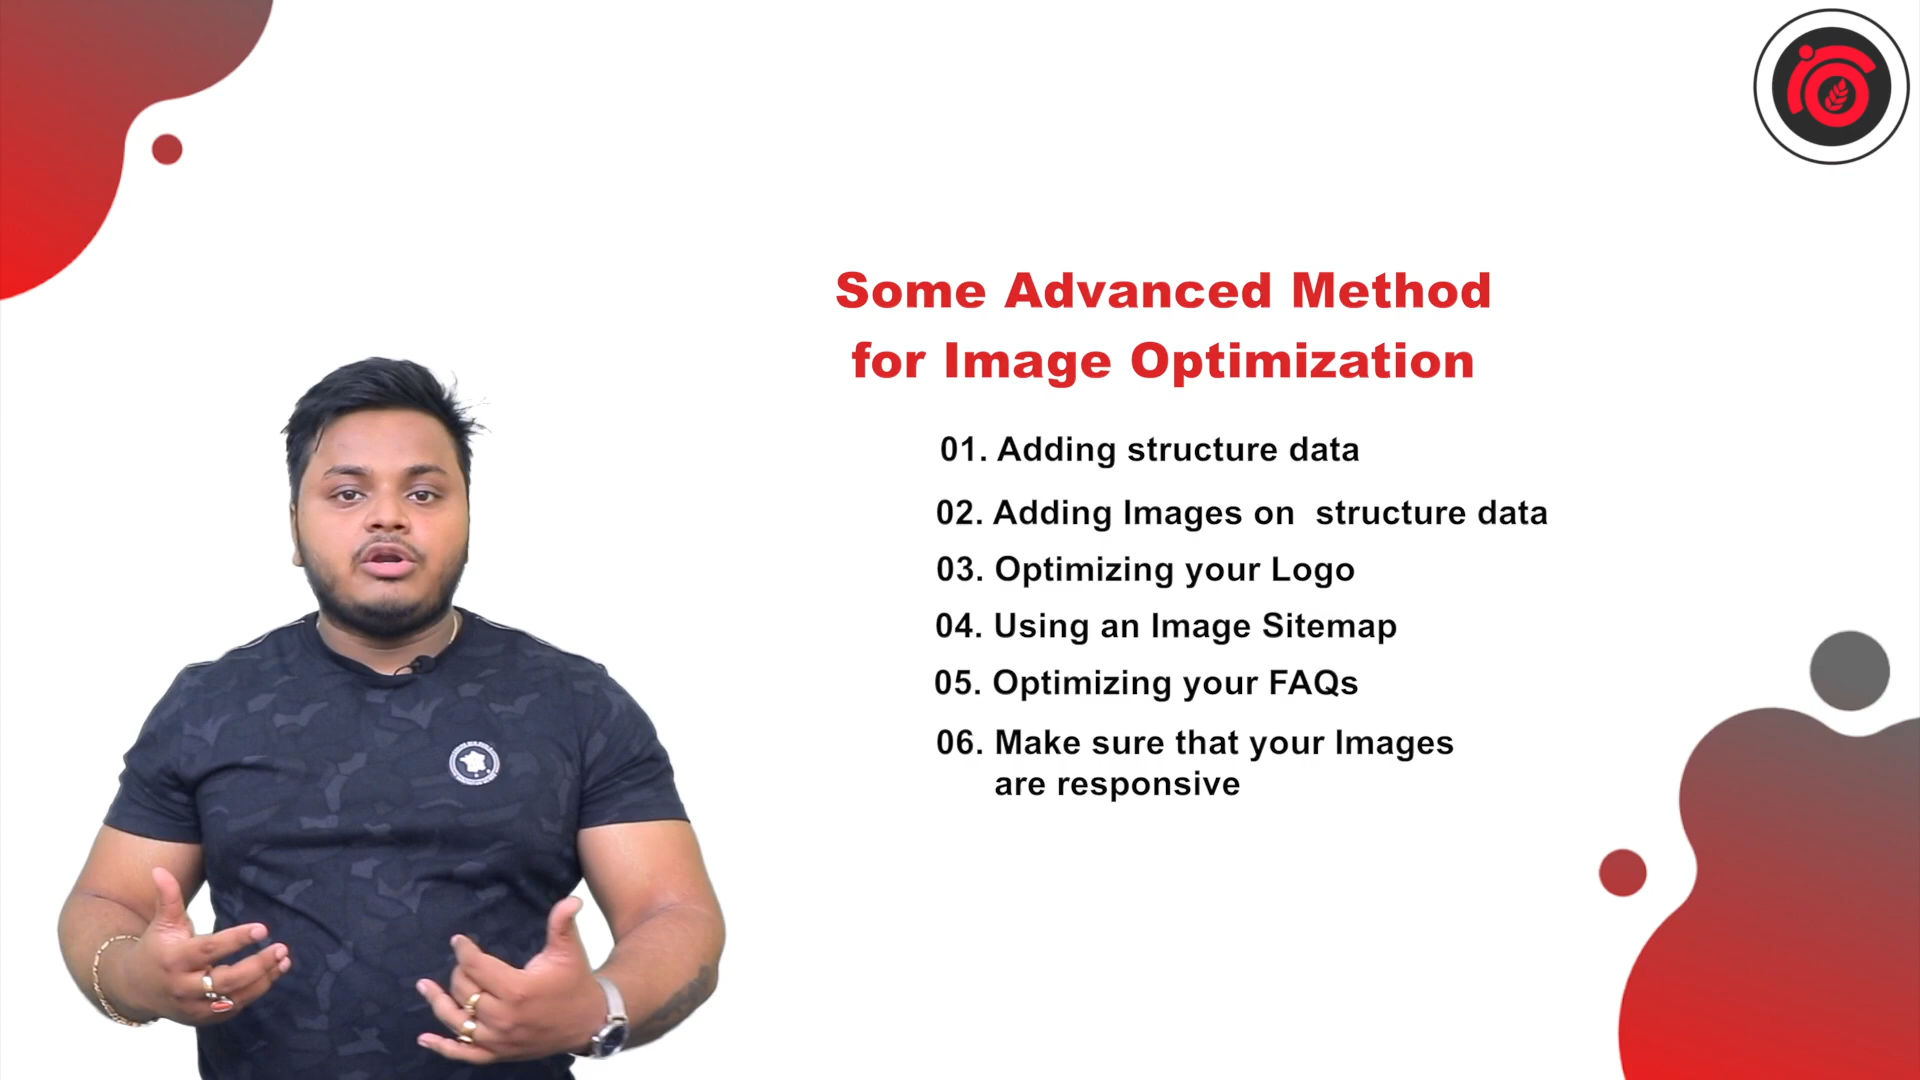 Some Advanced Method
for Image Optimization
01. Adding structure data
02. Adding Images on  structure data
03. Optimizing your Logo
04. Using an Image Sitemap
05. Optimizing your FAQs
06. Make sure that your Images
are responsive